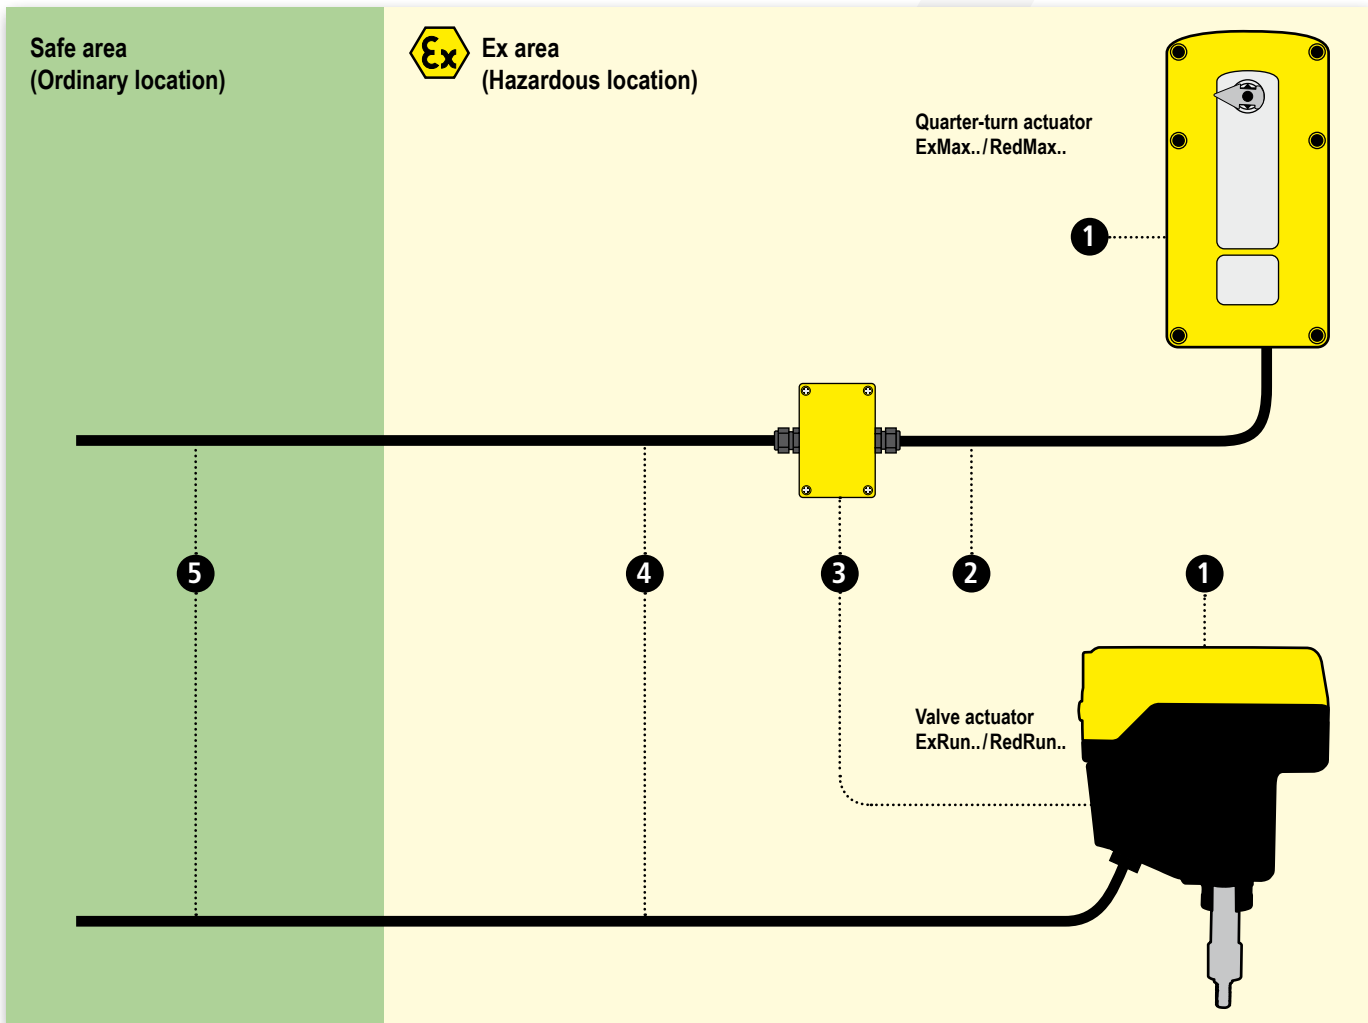 Safe area
(Ordinary location)
Ex
Ex area
(Hazardous location)
Quarter-turn actuator
ExMax../RedMax..
1
5
4
3
2
1
Valve actuator
ExRun../RedRun..